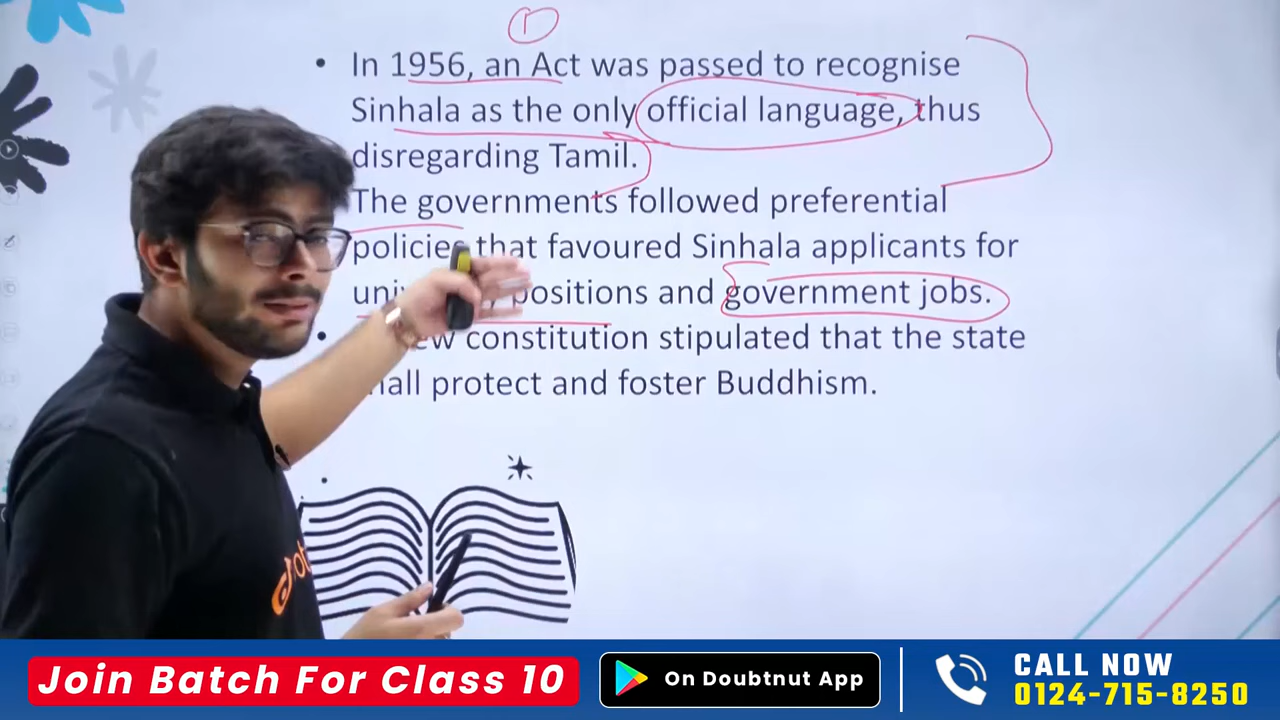 1
• In 1956, an Act was passed to recognise
Sinhala as the only official language, thus
disregarding Tamil.
The governments followed preferential
policies that favoured Sinhala applicants for
positions and government jobs.
• constitution stipulated that the state
protect and foster Buddhism.
Join Batch For Class 10
On Doubtnut App
CALL NOW
0124-715-8250